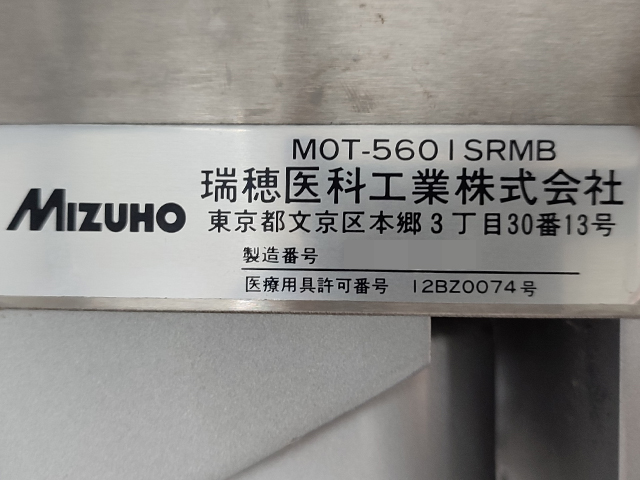 MOT-5601SRMB
MIZUHO
瑞穂医科工業株式会社
東京都文京区本郷3丁目30番13号
製造番号
医療用具許可番号 12BZ0074号